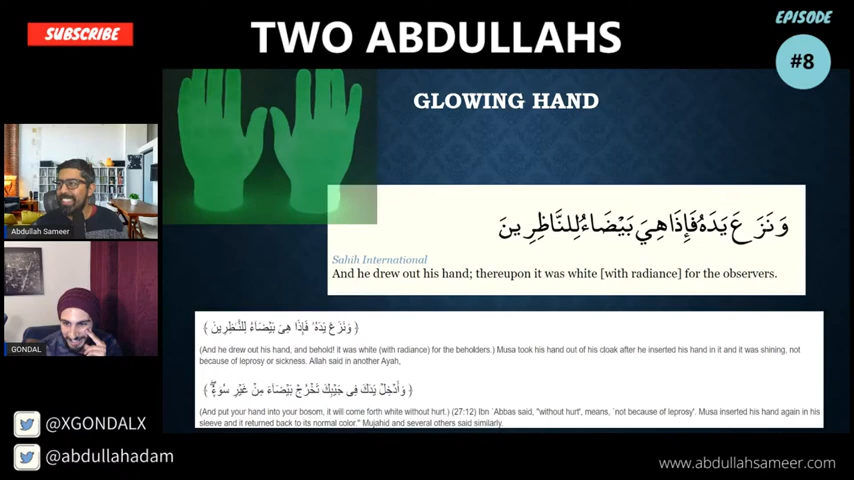 SUBSCRIBE
TWO ABDULLAHS
EPISODE
#8
GLOWING HAND
وَنَزَعَ يَدَهُ فَإِذَا هِيَ بَيْضَاءُ لِلنَّاظِرِينَ
Sahih International
And he drew out his hand; thereupon it was white [with radiance] for the observers.
Abdullah Sameer
GONDAL
﴿ وَنَزَعَ يَدَهُ فَإِذَا هِىَ بَيْضَآءُ لِلنَّـظِرِينَ ﴾
(And he drew out his hand, and behold! it was white (with radiance) for the beholders.) Musa took his hand out of his cloak after he inserted his hand in it and it was shining, not
because of leprosy or sickness. Allah said in another Ayah,
﴿ وَأَدْخِلْ يَدَكَ فِى جَيْبِكَ تَخْرُجْ بَيْضَآءَ مِنْ غَيْرِ سُوءٍ ﴾
(And put your hand into your bosom, it will come forth white without hurt.) (27:12) Ibn `Abbas said, "without hurt', means, `not because of leprosy'. Musa inserted his hand again in his
sleeve and it returned back to its normal color." Mujahid and several others said similarly.
@XGONDALX
@abdullahadam
www.abdullahsameer.com